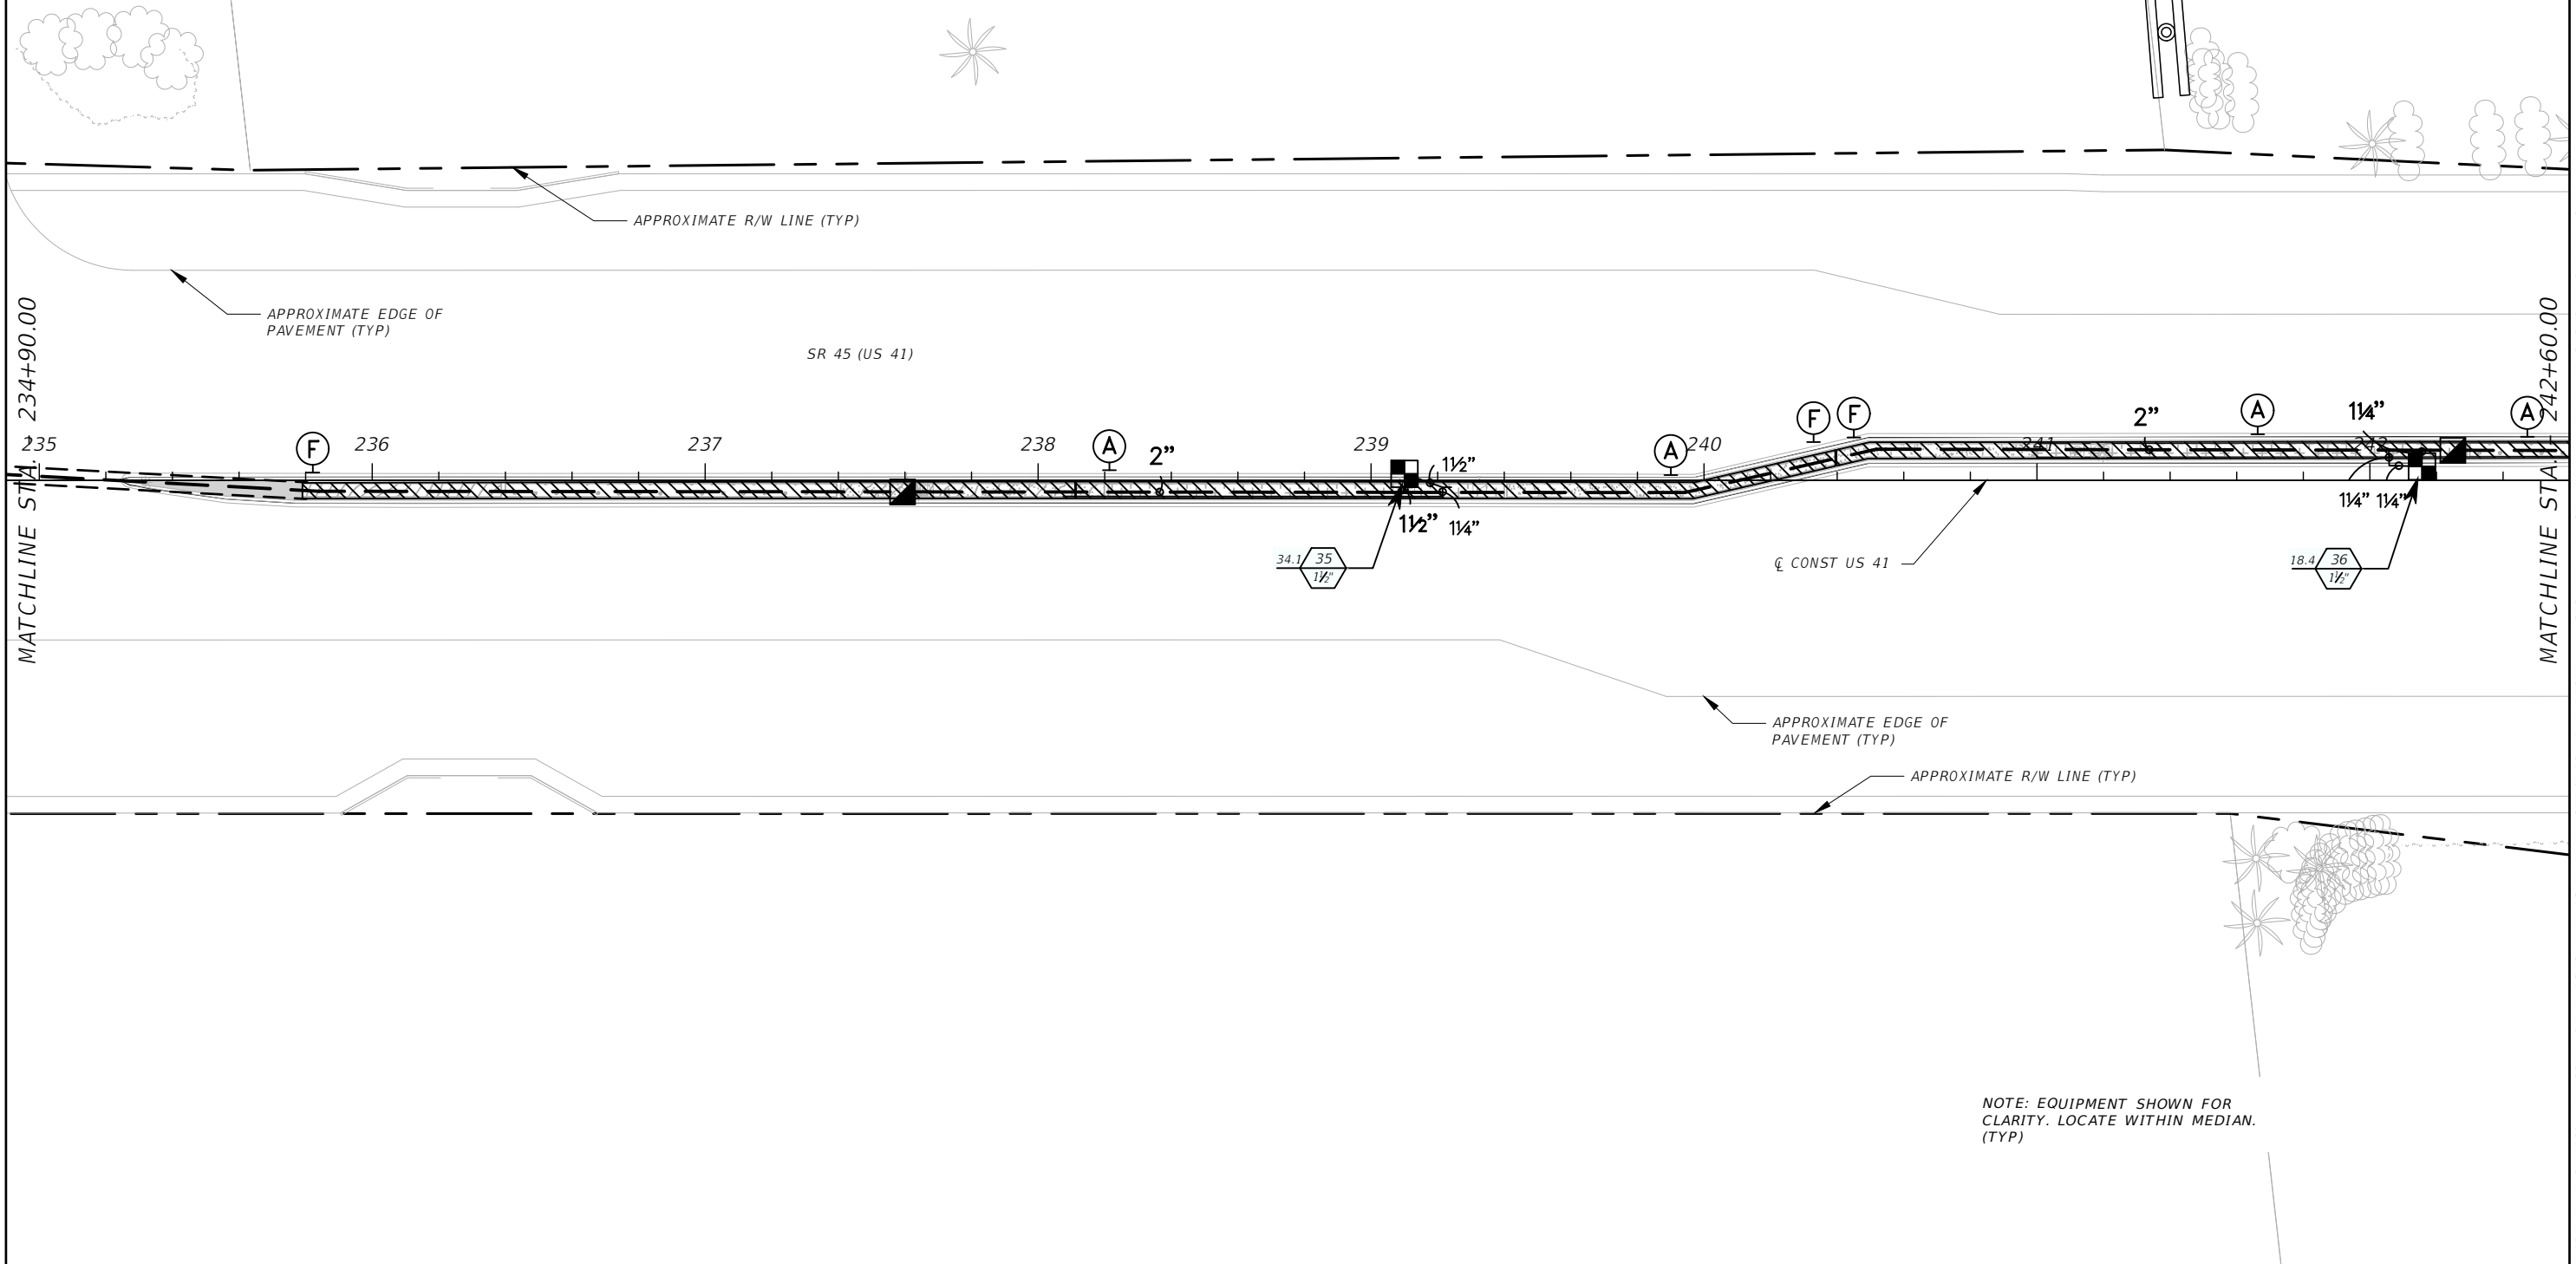 APPROXIMATE R/W LINE (TYP)
APPROXIMATE EDGE OF
PAVEMENT (TYP)
SR 45 (US 41)
MATCHLINE STA. 234+90.00
MATCHLINE STA. 242+60.00
235
F
236
237
238
A
2”
239
1½”
A
240
F
F
241
2”
A
1¼”
242
A
1½”
1¼”
1¼”
1¼”
34.1
35
1½"
℄ CONST US 41
18.4
36
1½"
APPROXIMATE EDGE OF
PAVEMENT (TYP)
APPROXIMATE R/W LINE (TYP)
NOTE: EQUIPMENT SHOWN FOR
CLARITY. LOCATE WITHIN MEDIAN.
(TYP)